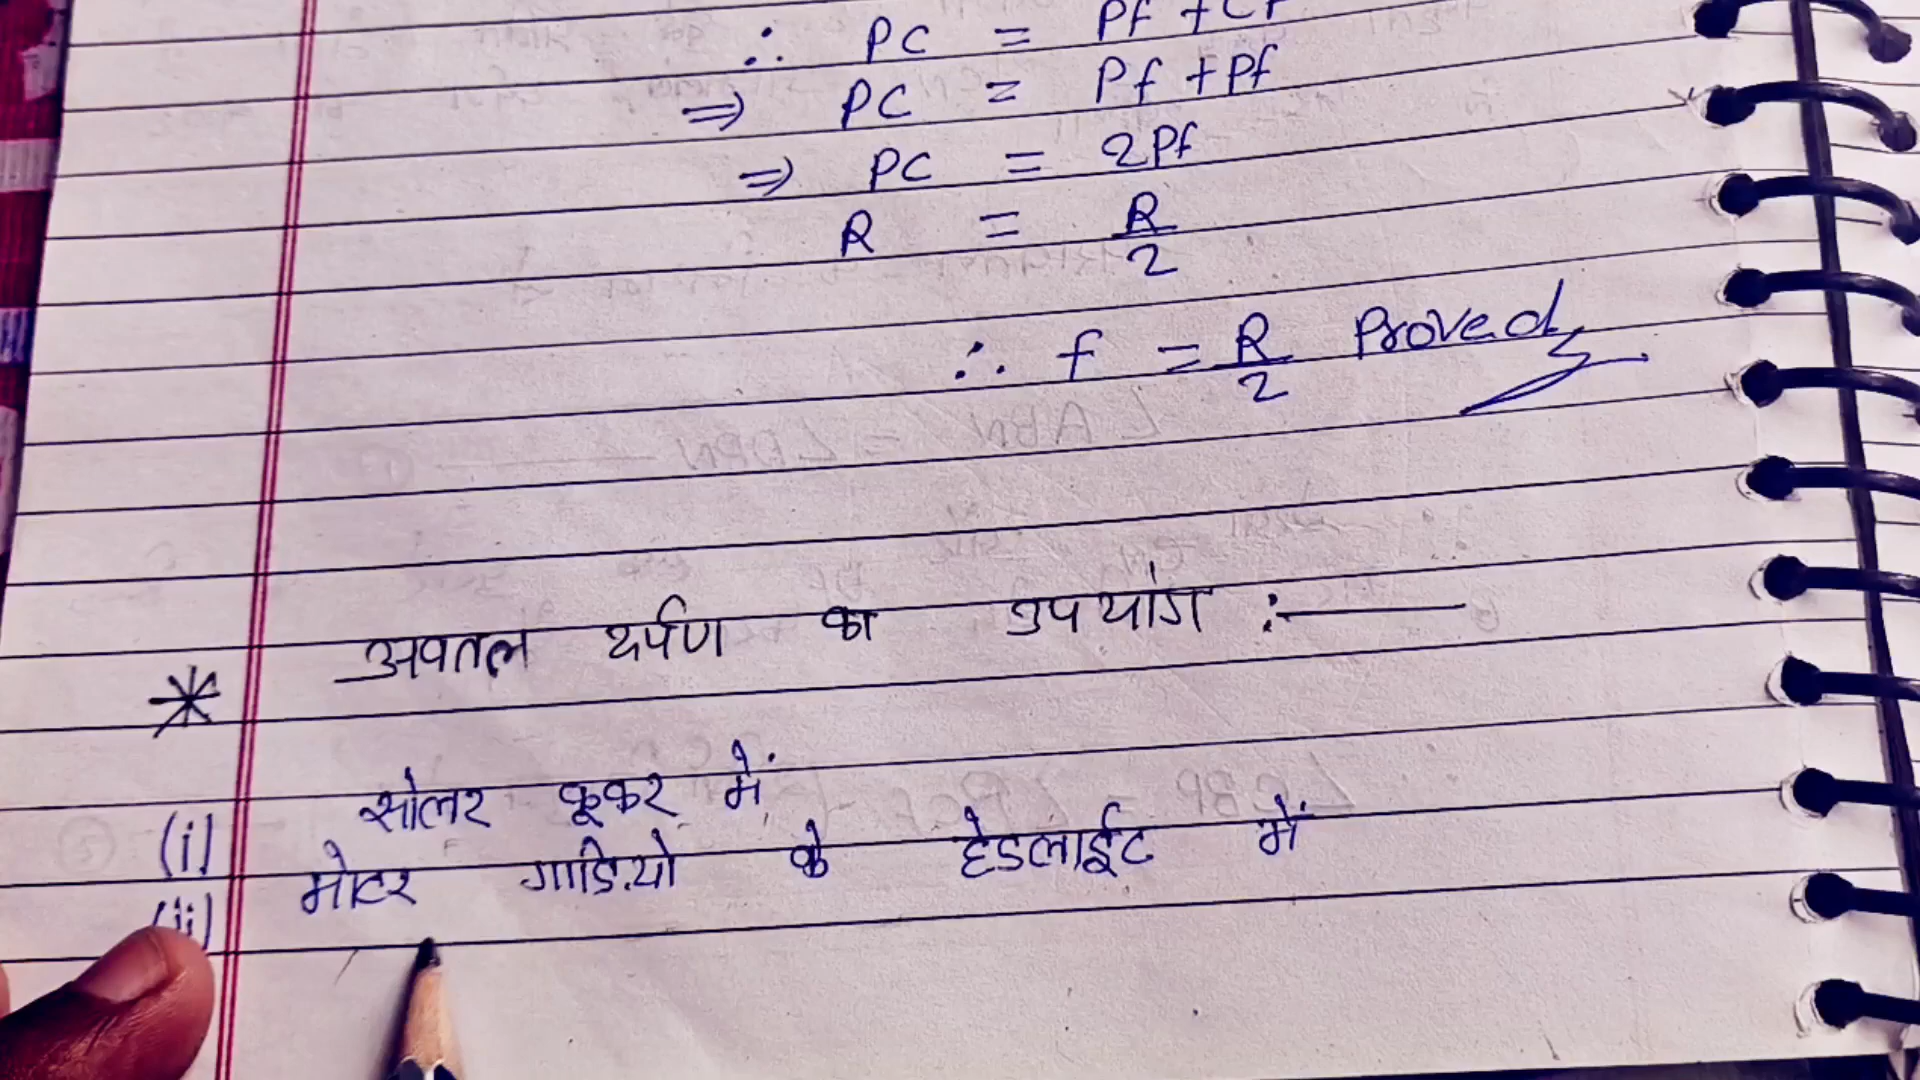 ∴ PC = Pf + CF
⇒ PC = Pf + Pf
⇒ PC = 2Pf
R = R/2
∴ f = R/2 Proved
* अवतल दर्पण का उपयोग :-
(i) सोलर कूकर में
(ii) मोटर गाडियो के हेडलाईट में